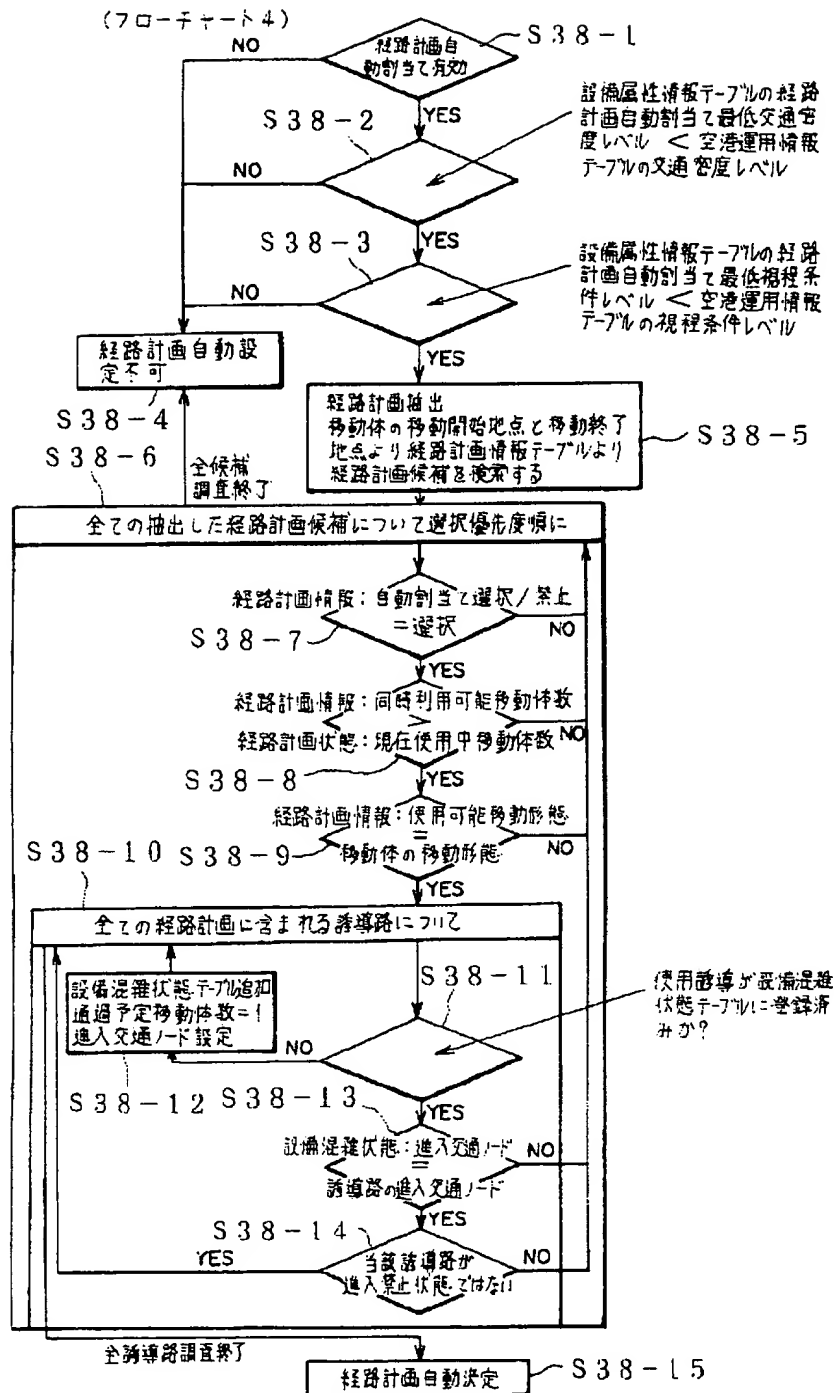 (フローチャート4)
NO
経路計画自
動割当て有効
S38-1
YES
設備属性情報テーブルの経路
計画自動割当て最低交通密
度レベル < 空港運用情報
テーブルの交通密度レベル
S38-2
NO
YES
設備属性情報テーブルの経路
計画自動割当て最低視程条
件レベル < 空港運用情報
テーブルの視程条件レベル
S38-3
NO
YES
経路計画自動設
定不可
S38-4
経路計画抽出
移動体の移動開始地点と移動終了
地点より経路計画情報テーブルより
経路計画候補を検索する
S38-5
S38-6
全候補
調査終了
全ての抽出した経路計画候補について選択優先度順に
経路計画情報:自動割当て選択/禁止
=選択
NO
S38-7
YES
経路計画情報:同時利用可能移動体数
>
経路計画状態:現在使用中移動体数
NO
S38-8
YES
経路計画情報:使用可能移動形態
=
移動体の移動形態
NO
S38-9
YES
S38-10
全ての経路計画に含まれる誘導路について
設備混雑状態テーブル追加
通過予定移動体数=1
進入交通ノード設定
S38-11
使用誘導が設備混雑
状態テーブルに登録済
みか?
NO
S38-12
YES
S38-13
設備混雑状態:進入交通ノード
=
誘導路の進入交通ノード
NO
YES
S38-14
当該誘導路が
進入禁止状態ではない
YES
NO
全誘導路調査終了
経路計画自動決定
S38-15